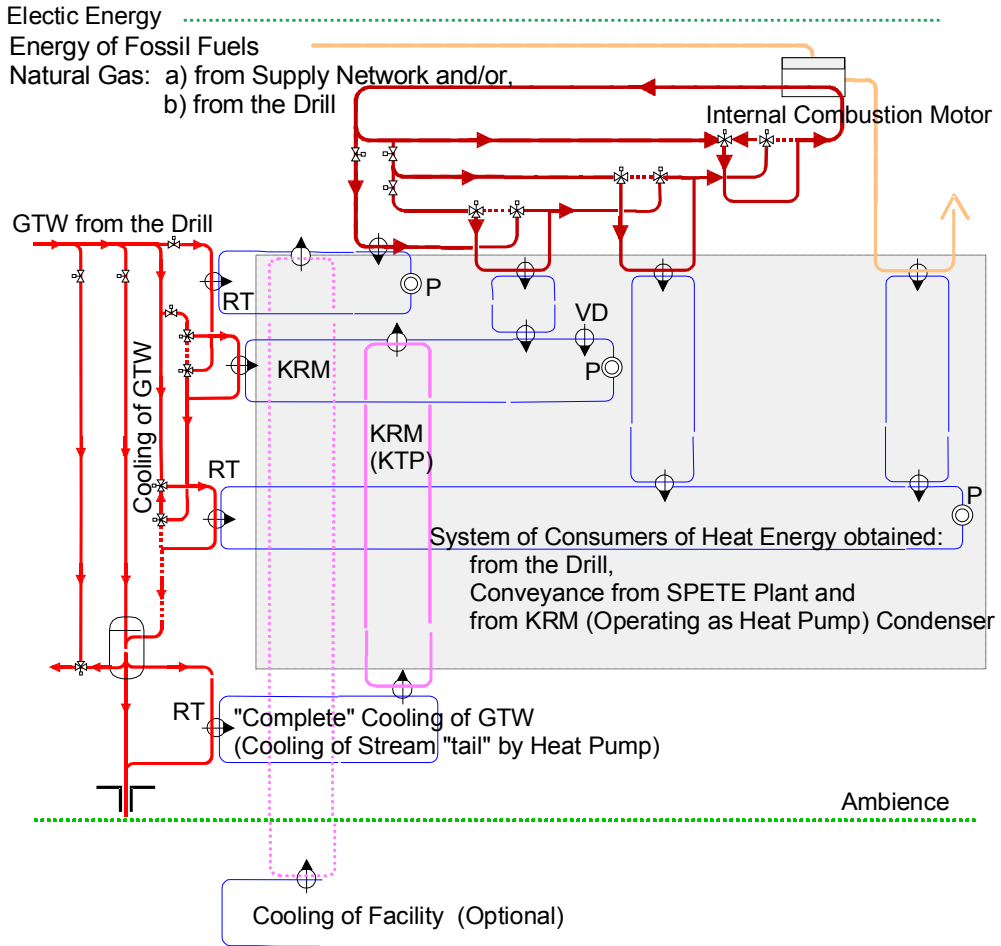 Electic Energy
Energy of Fossil Fuels
Natural Gas: a) from Supply Network and/or,
b) from the Drill
Internal Combustion Motor
GTW from the Drill
RT
P
VD
KRM
P
Cooling of GTW
KRM
(KTP)
RT
P
System of Consumers of Heat Energy obtained:
from the Drill,
Conveyance from SPETE Plant and
from KRM (Operating as Heat Pump) Condenser
RT
"Complete" Cooling of GTW
(Cooling of Stream "tail" by Heat Pump)
Ambience
Cooling of Facility (Optional)